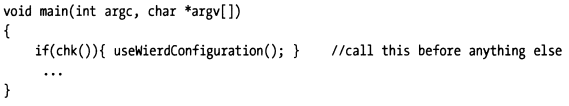 void main(int argc, char *argv[])
{
if(chk()){ useWierdConfiguration(); } //call this before anything else
...
}